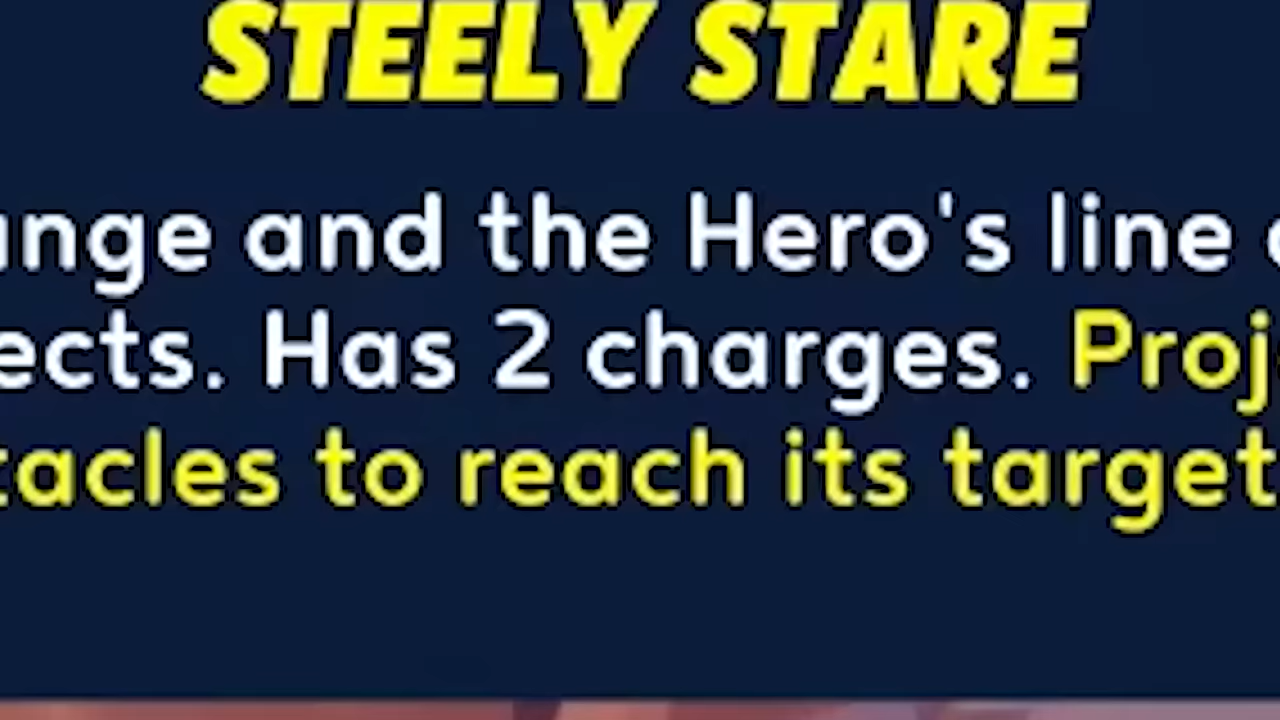 STEELY STARE
and the Hero's line
Has 2 charges.
to reach its target